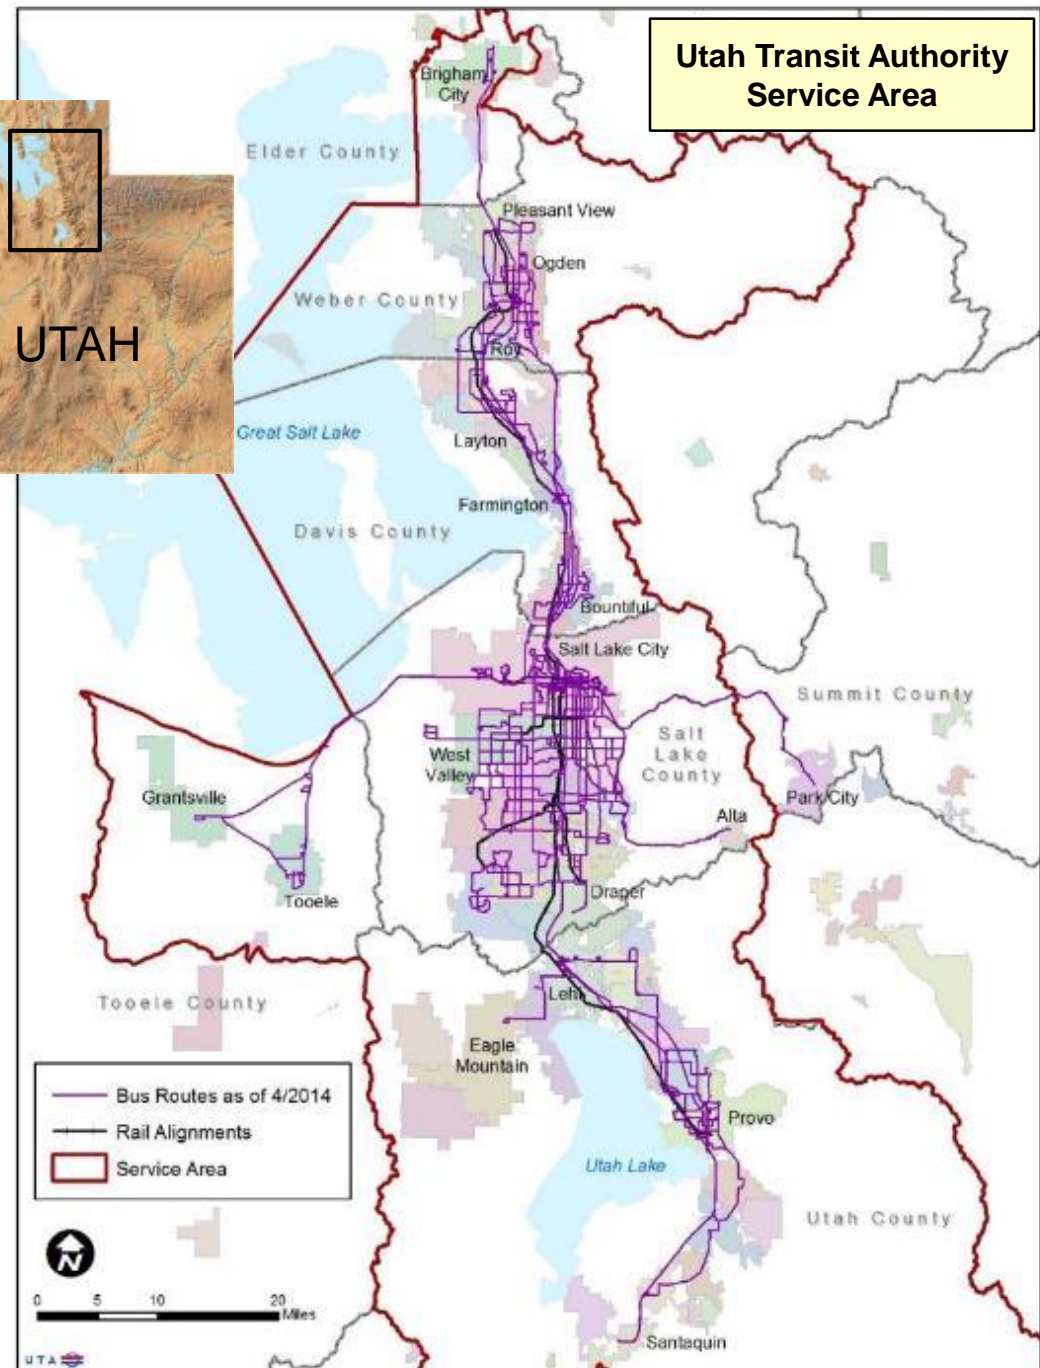 Utah Transit Authority
Service Area
Brigham
City
Elder County
Pleasant View
Ogden
Weber County
UTAH
Roy
Great Salt Lake
Layton
Farmington
Davis County
Bountiful
Salt Lake City
Summit County
Salt
Lake
County
West
Valley
Grantsville
Park City
Alta
Tooele
Draper
Tooele County
Lehi
Eagle
Mountain
Bus Routes as of 4/2014
Provo
Rail Alignments
Service Area
Utah Lake
Utah County
N
0 5 10 20
Miles
Santaquin
UTA